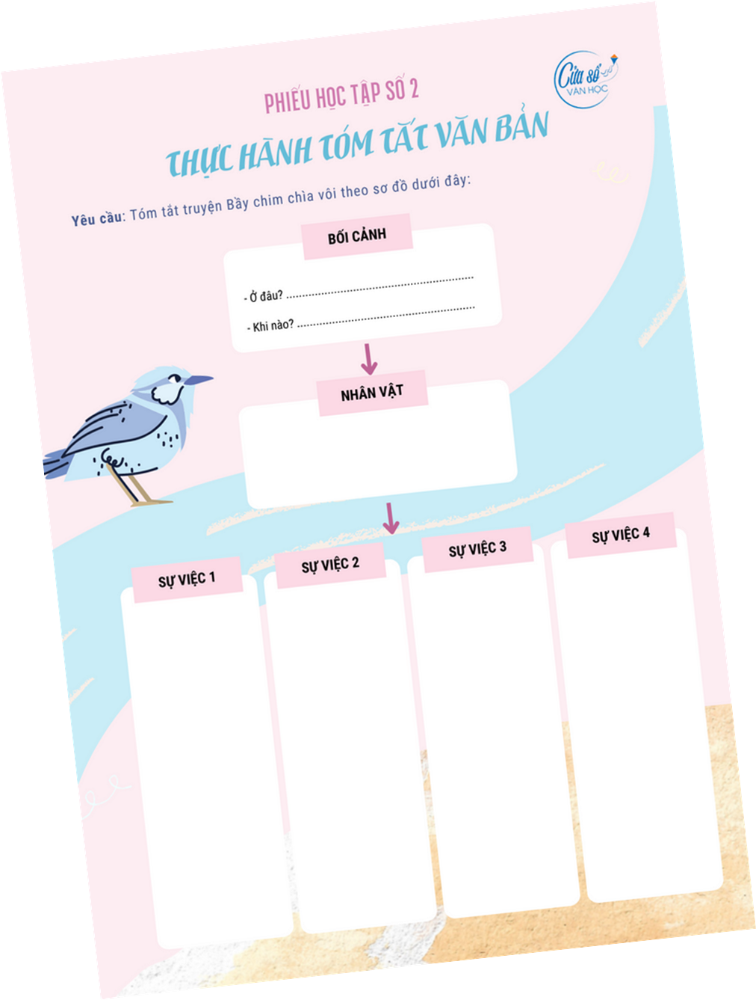 Cửa sổ
VĂN HỌC
PHIẾU HỌC TẬP SỐ 2
THỰC HÀNH TÓM TẮT VĂN BẢN
Yêu cầu: Tóm tắt truyện Bầy chim chìa vôi theo sơ đồ dưới đây:
BỐI CẢNH
- Ở đâu? ............................................................
- Khi nào? .........................................................
NHÂN VẬT
SỰ VIỆC 1
SỰ VIỆC 2
SỰ VIỆC 3
SỰ VIỆC 4